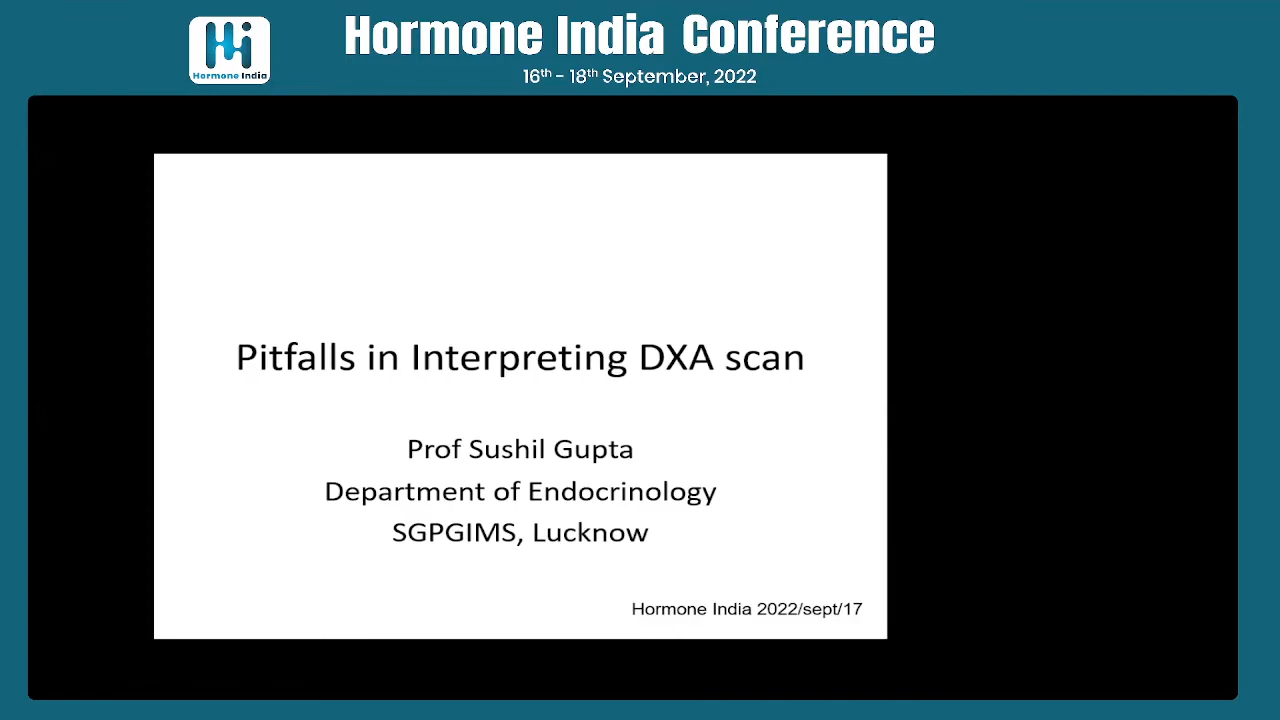 Hormone India
Hormone India Conference
16th - 18th September, 2022
Pitfalls in Interpreting DXA scan
Prof Sushil Gupta
Department of Endocrinology
SGPGIMS, Lucknow
Hormone India 2022/sept/17